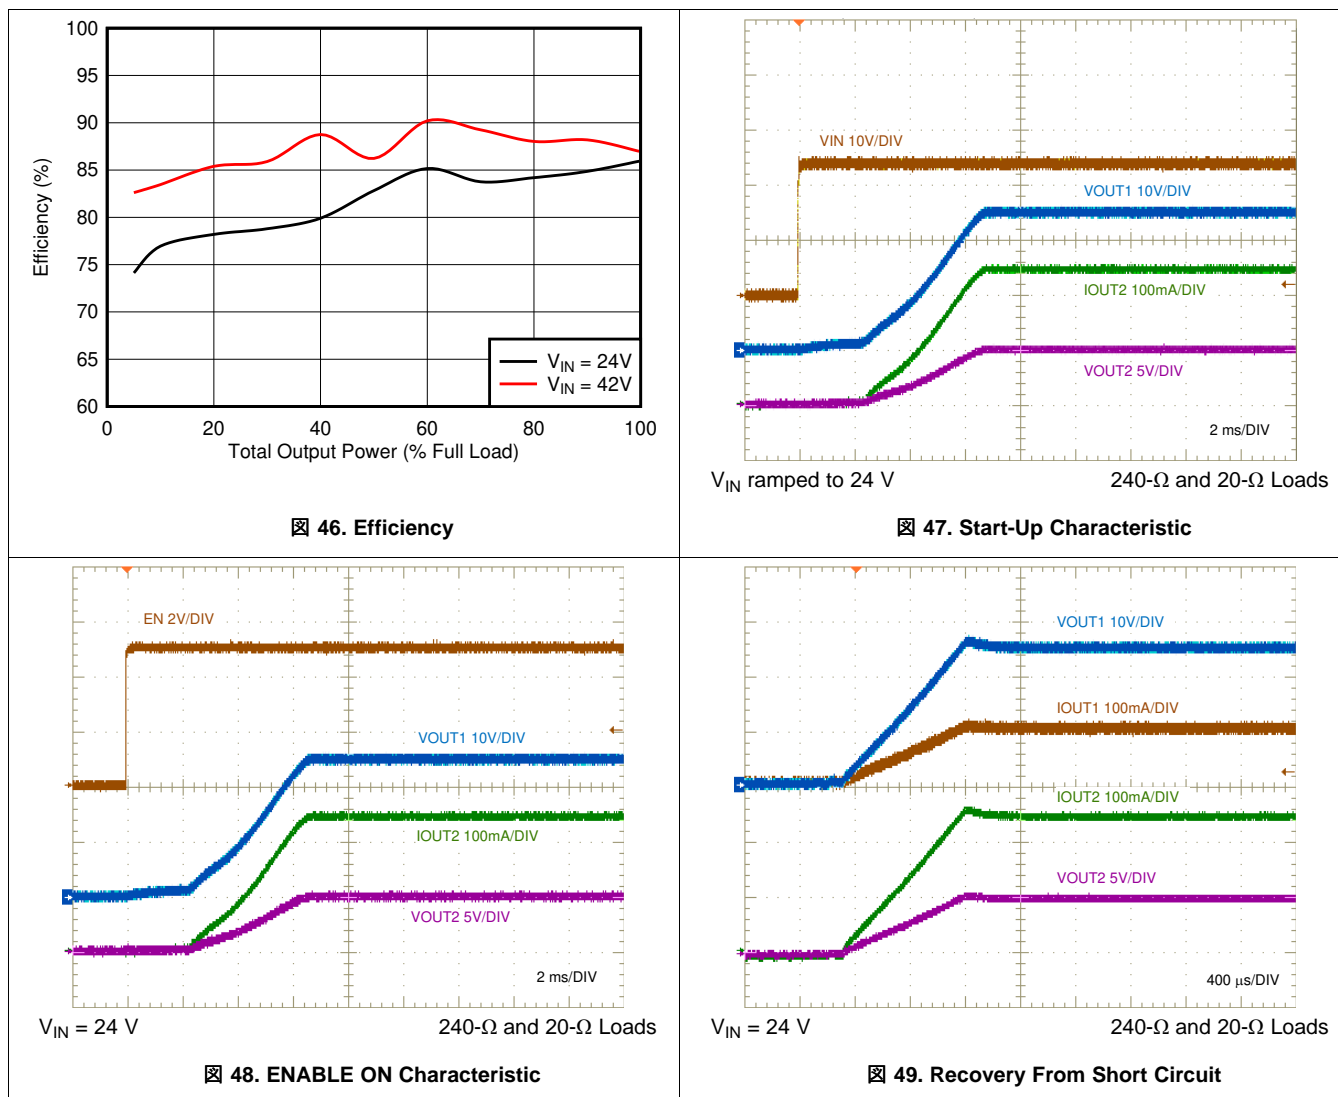 100
95
90
85
80
75
70
65
60
Efficiency (%)
0 20 40 60 80 100
Total Output Power (% Full Load)
VIN = 24V
VIN = 42V
図 46. Efficiency
VIN 10V/DIV
VOUT1 10V/DIV
IOUT2 100mA/DIV
VOUT2 5V/DIV
2 ms/DIV
VIN ramped to 24 V 240-Ω and 20-Ω Loads
図 47. Start-Up Characteristic
EN 2V/DIV
VOUT1 10V/DIV
IOUT2 100mA/DIV
VOUT2 5V/DIV
2 ms/DIV
VIN = 24 V 240-Ω and 20-Ω Loads
図 48. ENABLE ON Characteristic
VOUT1 10V/DIV
IOUT1 100mA/DIV
IOUT2 100mA/DIV
VOUT2 5V/DIV
400 µs/DIV
VIN = 24 V 240-Ω and 20-Ω Loads
図 49. Recovery From Short Circuit